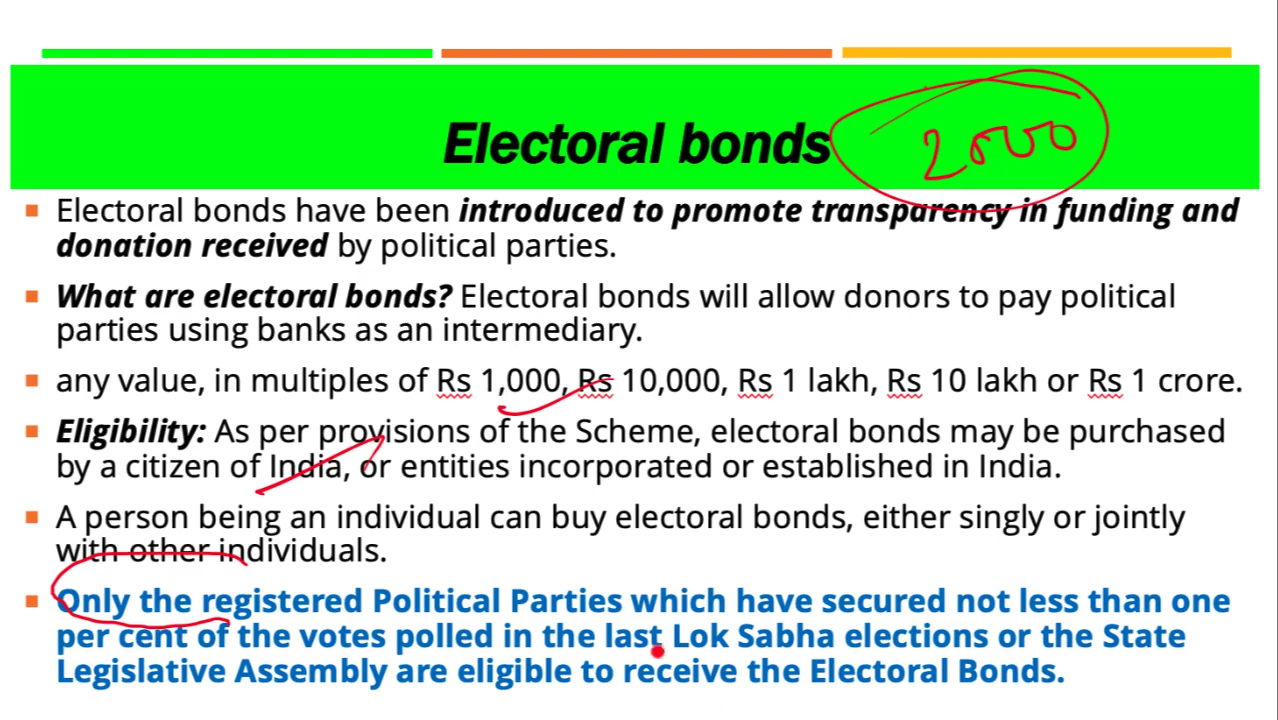 Electoral bonds 2000
Electoral bonds have been introduced to promote transparency in funding and
donation received by political parties.
What are electoral bonds? Electoral bonds will allow donors to pay political
parties using banks as an intermediary.
any value, in multiples of Rs 1,000, Rs 10,000, Rs 1 lakh, Rs 10 lakh or Rs 1 crore.
Eligibility: As per provisions of the Scheme, electoral bonds may be purchased
by a citizen of India, or entities incorporated or established in India.
A person being an individual can buy electoral bonds, either singly or jointly
with other individuals.
Only the registered Political Parties which have secured not less than one
per cent of the votes polled in the last Lok Sabha elections or the State
Legislative Assembly are eligible to receive the Electoral Bonds.